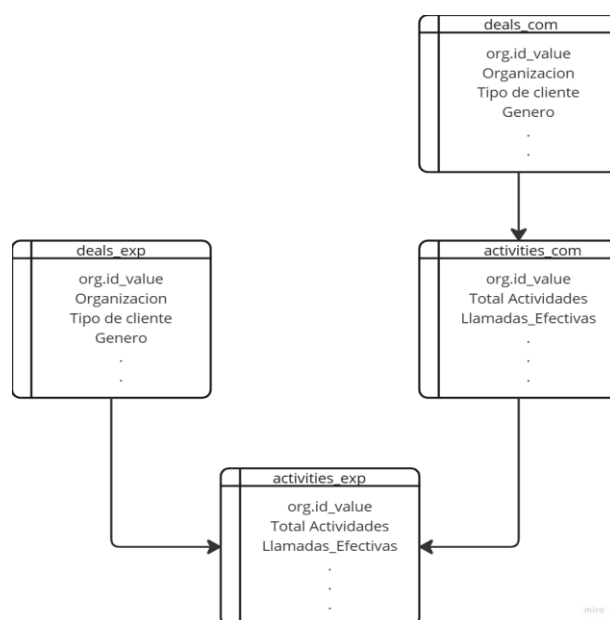 deals_com
org.id_value
Organizacion
Tipo de cliente
Genero
.
.
deals_exp
org.id_value
Organizacion
Tipo de cliente
Genero
.
.
activities_com
org.id_value
Total Actividades
Llamadas_Efectivas
.
.
.
activities_exp
org.id_value
Total Actividades
Llamadas_Efectivas
.
.
.
miro